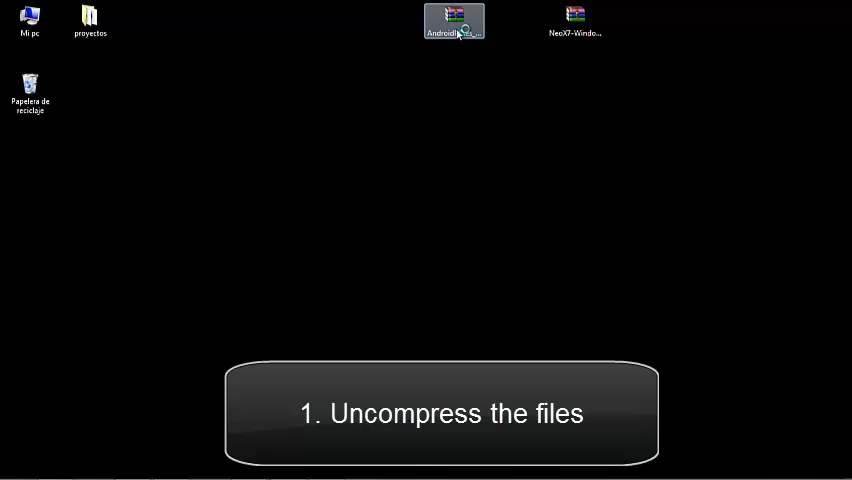 Mi pc
proyectos
NeoX7-Windo...
Papelera de
reciclaje
1. Uncompress the files